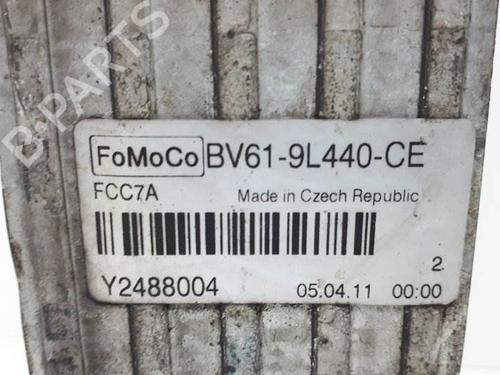 B-PARTS
FoMoCo BV61-9L440-CE
FCC7A Made in Czech Republic
2.
Y2488004 05.04.11 00:00